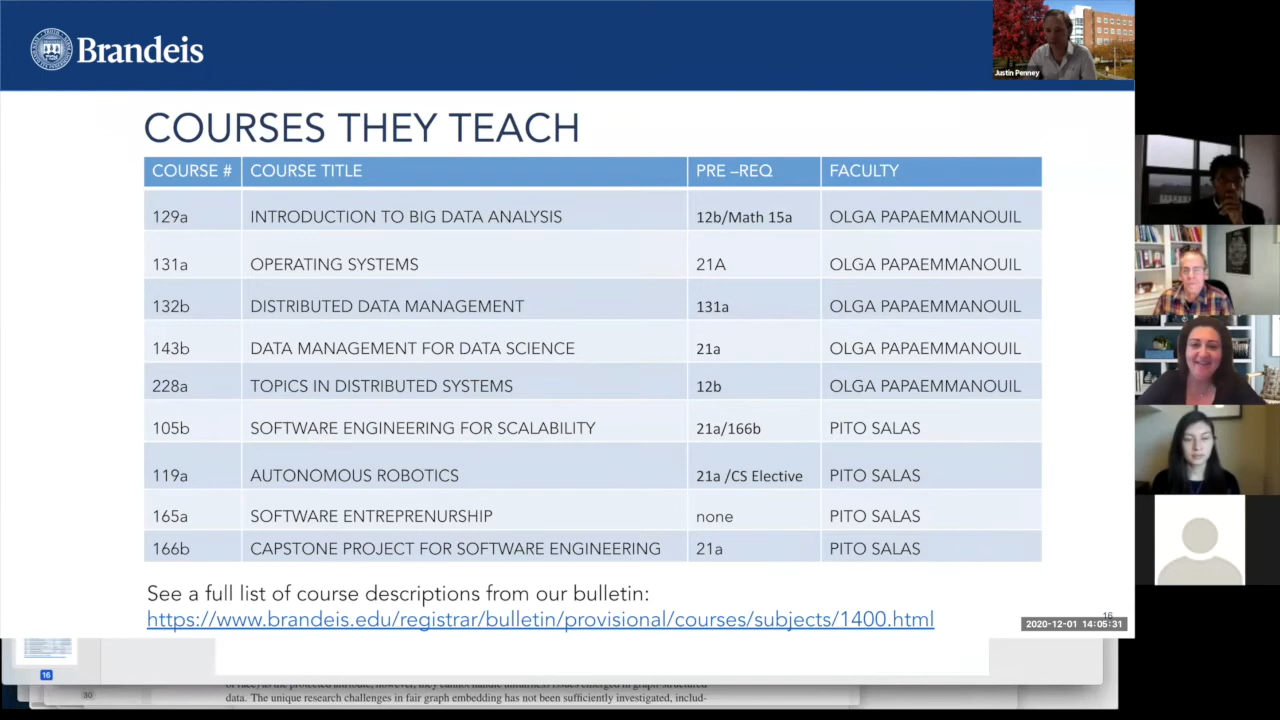 Brandeis
Justin Penney
COURSES THEY TEACH
COURSE # COURSE TITLE PRE –REQ FACULTY
129a INTRODUCTION TO BIG DATA ANALYSIS 12b/Math 15a OLGA PAPAEMMANOUIL
131a OPERATING SYSTEMS 21A OLGA PAPAEMMANOUIL
132b DISTRIBUTED DATA MANAGEMENT 131a OLGA PAPAEMMANOUIL
143b DATA MANAGEMENT FOR DATA SCIENCE 21a OLGA PAPAEMMANOUIL
228a TOPICS IN DISTRIBUTED SYSTEMS 12b OLGA PAPAEMMANOUIL
105b SOFTWARE ENGINEERING FOR SCALABILITY 21a/166b PITO SALAS
119a AUTONOMOUS ROBOTICS 21a /CS Elective PITO SALAS
165a SOFTWARE ENTREPRENURSHIP none PITO SALAS
166b CAPSTONE PROJECT FOR SOFTWARE ENGINEERING 21a PITO SALAS
See a full list of course descriptions from our bulletin:
https://www.brandeis.edu/registrar/bulletin/provisional/courses/subjects/1400.html
16
2020-12-01 14:05:31
16
30
data. The unique research challenges in fair graph embedding has not been sufficiently investigated, includ-